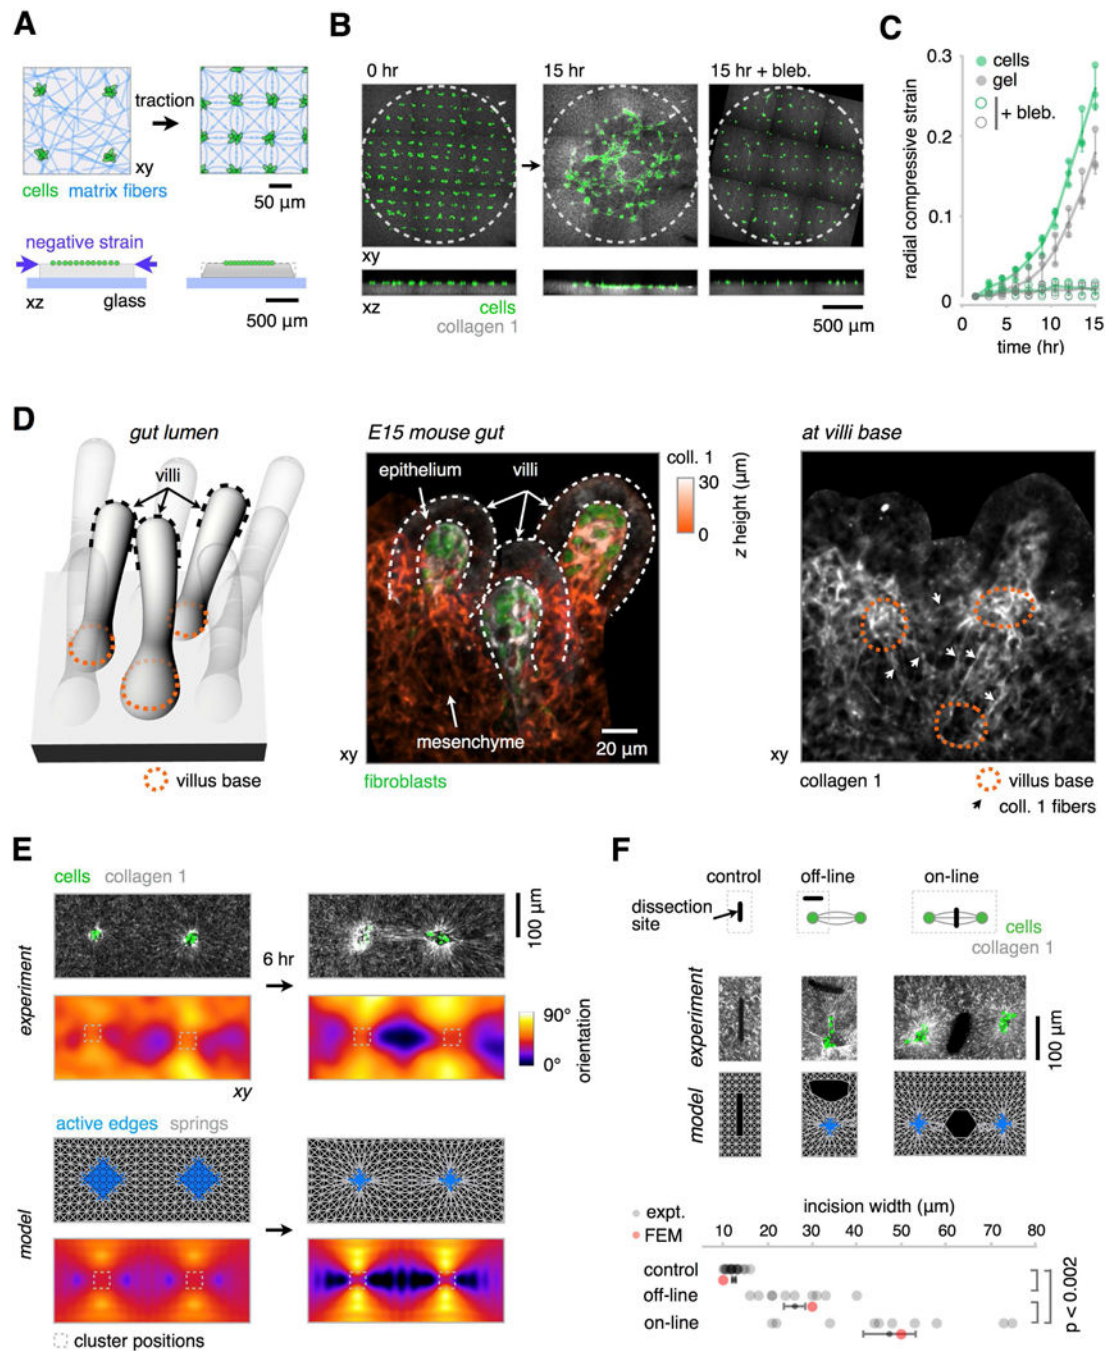 A
traction
xy
cells matrix fibers
50 µm
negative strain
xz glass
500 µm
B
0 hr
15 hr
15 hr + bleb.
xy
xz
cells
collagen 1
500 µm
C
radial compressive strain
0.3
0.2
0.1
0
cells
gel
+ bleb.
0 5 10 15
time (hr)
D
gut lumen
villi
villus base
E15 mouse gut
epithelium
villi
coll. 1
30
0
z height (µm)
mesenchyme
20 µm
xy
fibroblasts
at villi base
xy
collagen 1
villus base
coll. 1 fibers
E
cells collagen 1
experiment
6 hr
100 µm
90°
0°
orientation
xy
active edges springs
model
cluster positions
F
control
off-line
on-line
dissection
site
cells
collagen 1
experiment
100 µm
model
incision width (µm)
expt.
FEM
10 20 30 40 50 60 70 80
control
off-line
on-line
p < 0.002